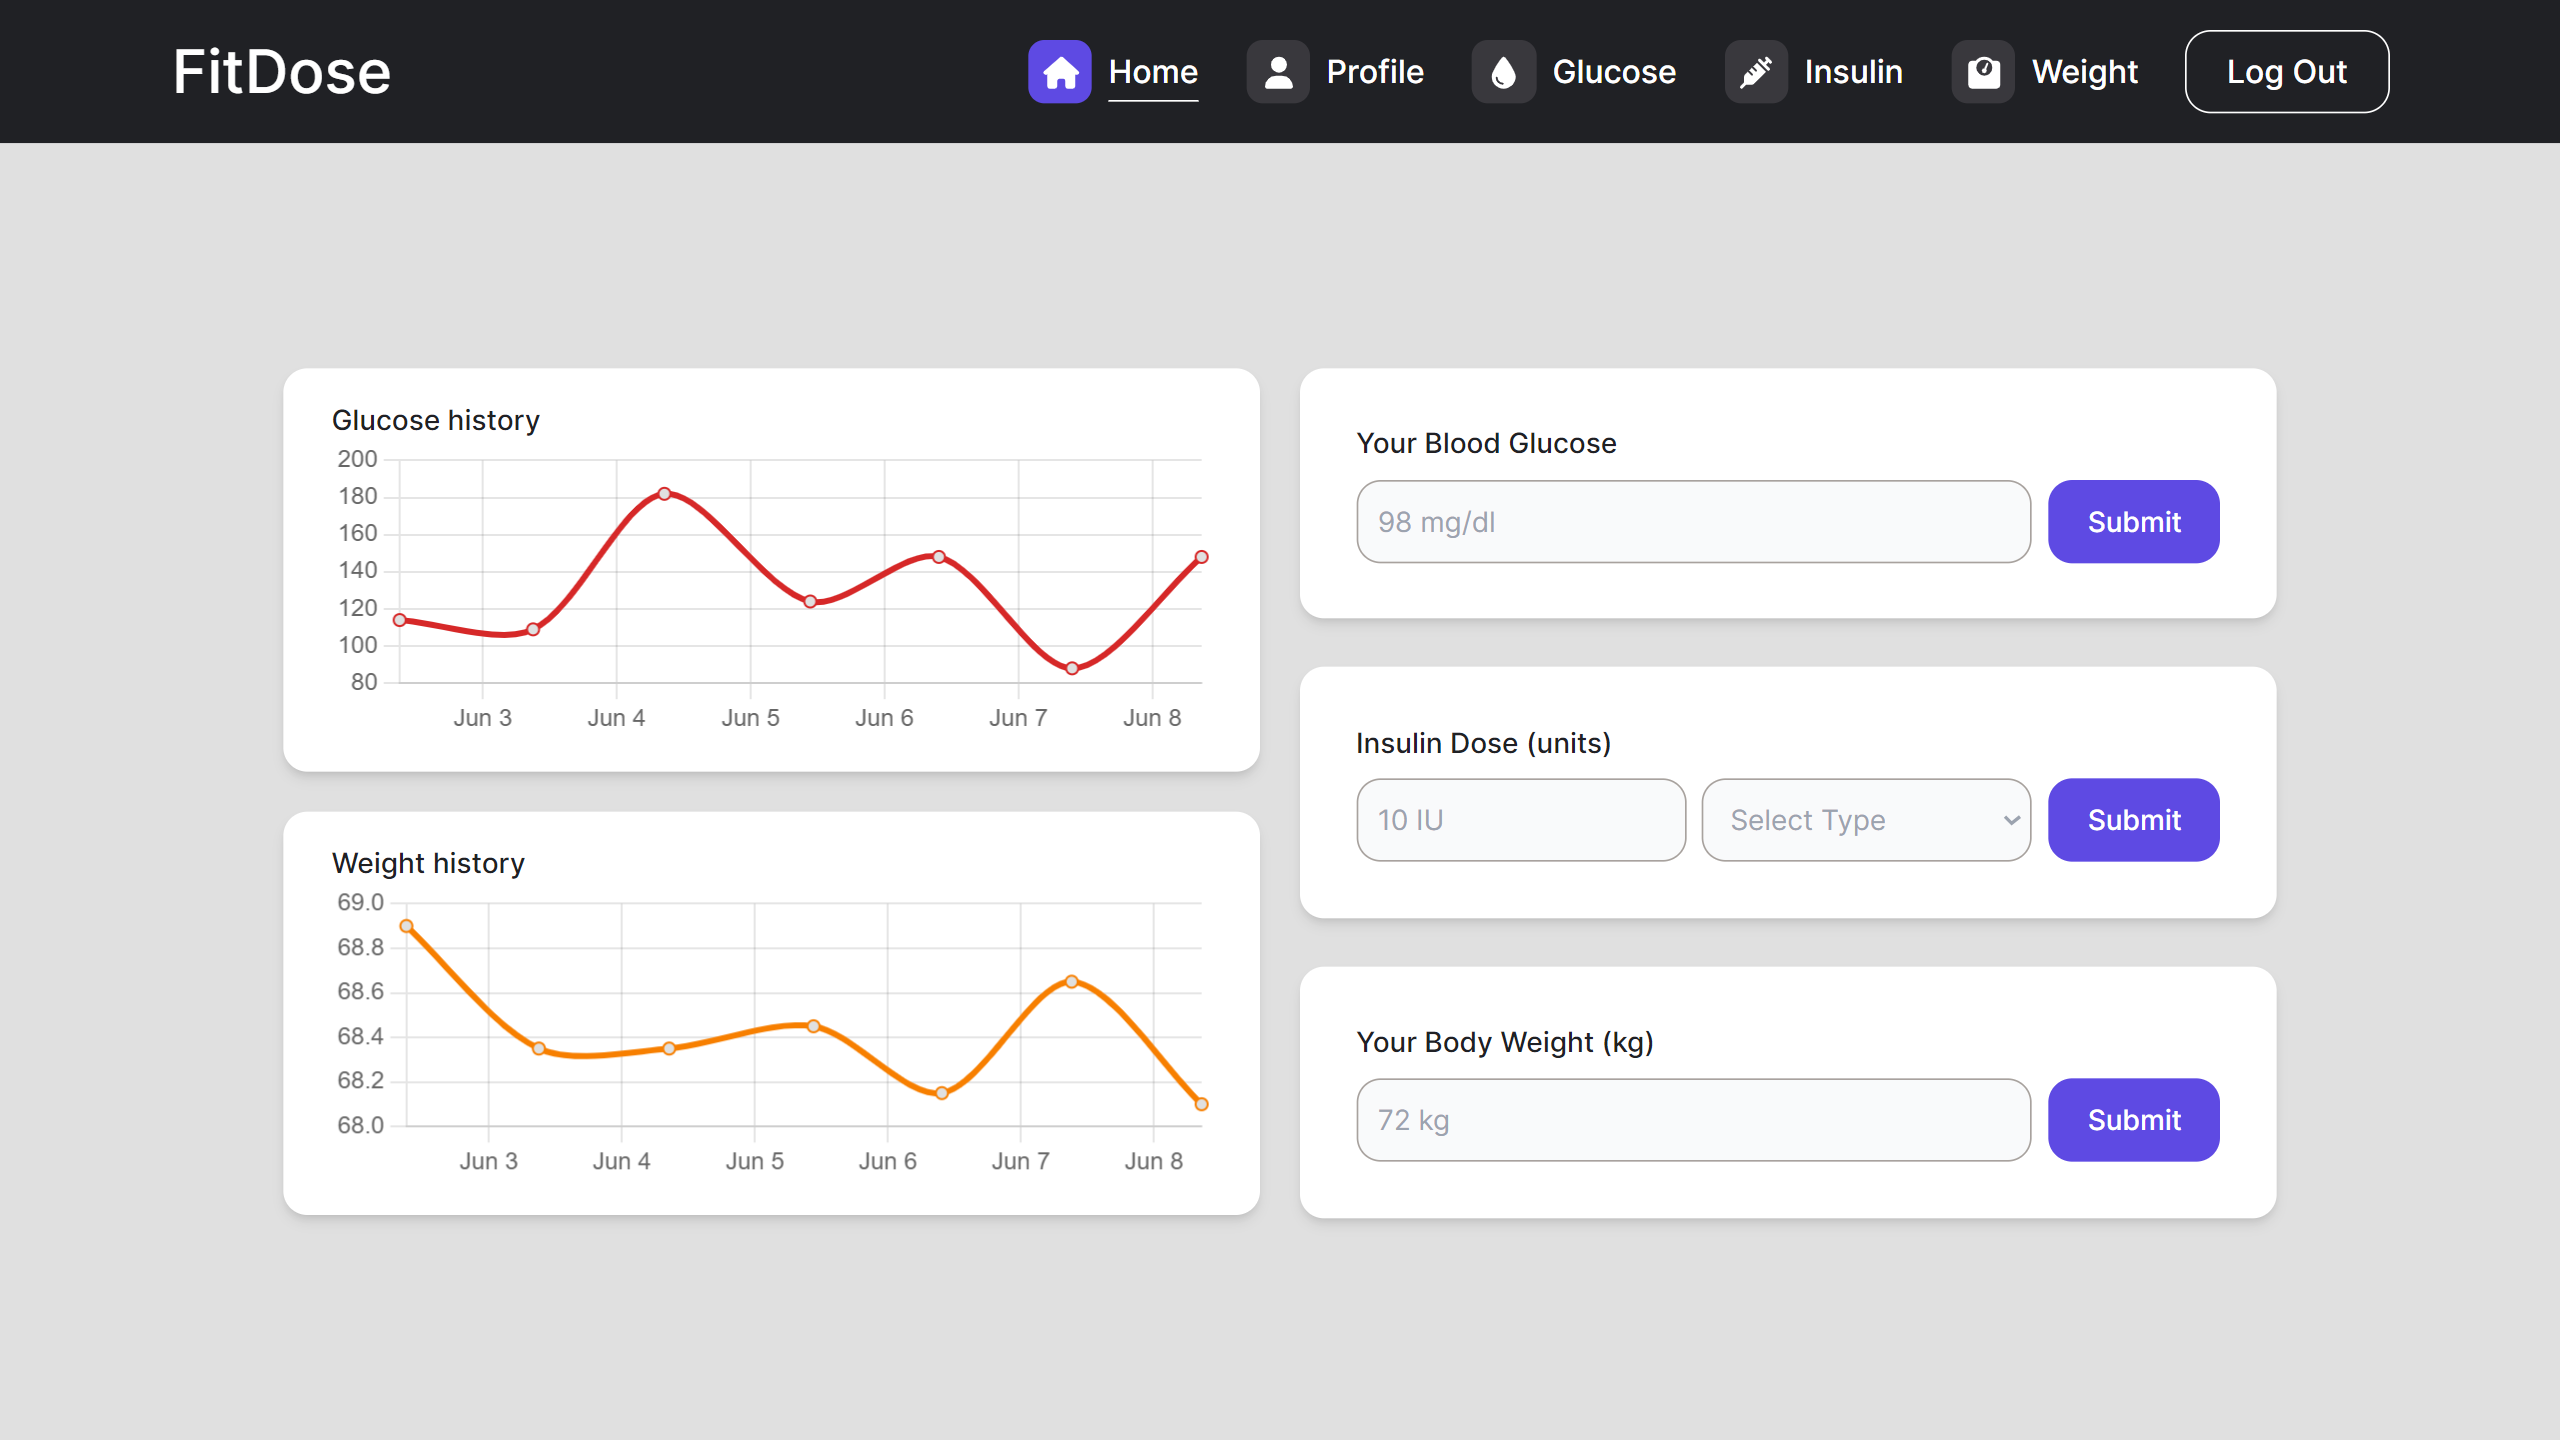 FitDose
Home
Profile
Glucose
Insulin
Weight
Log Out
Glucose history
200
180
160
140
120
100
80
Jun 3 Jun 4 Jun 5 Jun 6 Jun 7 Jun 8
Weight history
69.0
68.8
68.6
68.4
68.2
68.0
Jun 3 Jun 4 Jun 5 Jun 6 Jun 7 Jun 8
Your Blood Glucose
98 mg/dl
Submit
Insulin Dose (units)
10 IU
Select Type
Submit
Your Body Weight (kg)
72 kg
Submit